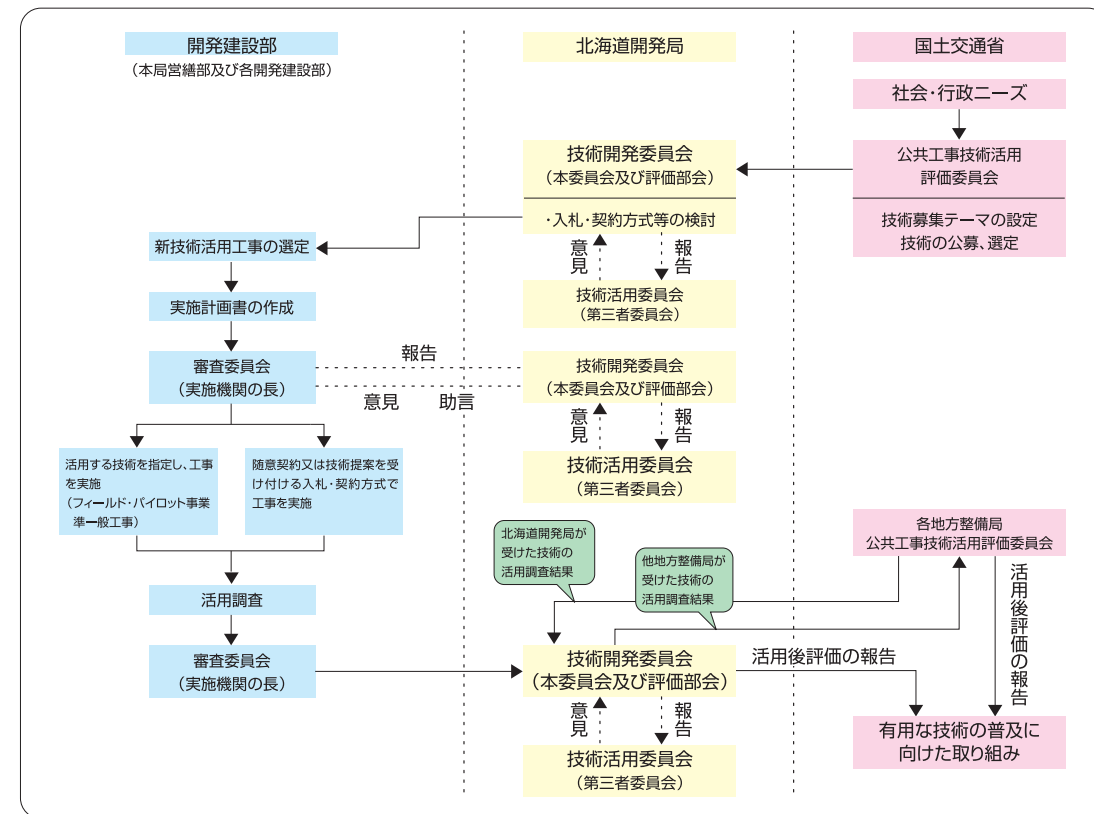 開発建設部
（本局営繕部及び各開発建設部）
北海道開発局
国土交通省
社会・行政ニーズ
公共工事技術活用
評価委員会
技術募集テーマの設定
技術の公募、選定
技術開発委員会
（本委員会及び評価部会）
・入札・契約方式等の検討
意見
報告
技術活用委員会
（第三者委員会）
新技術活用工事の選定
実施計画書の作成
審査委員会
（実施機関の長）
報告
意見
助言
技術開発委員会
（本委員会及び評価部会）
意見
報告
技術活用委員会
（第三者委員会）
活用する技術を指定し、工事
を実施
（フィールド・パイロット事業
準一般工事）
随意契約又は技術提案を受
け付ける入札・契約方式で
工事を実施
活用調査
審査委員会
（実施機関の長）
北海道開発局が
受けた技術の
活用調査結果
他地方整備局が
受けた技術の
活用調査結果
各地方整備局
公共工事技術活用評価委員会
活用後評価の報告
技術開発委員会
（本委員会及び評価部会）
活用後評価の報告
意見
報告
技術活用委員会
（第三者委員会）
有用な技術の普及に
向けた取り組み